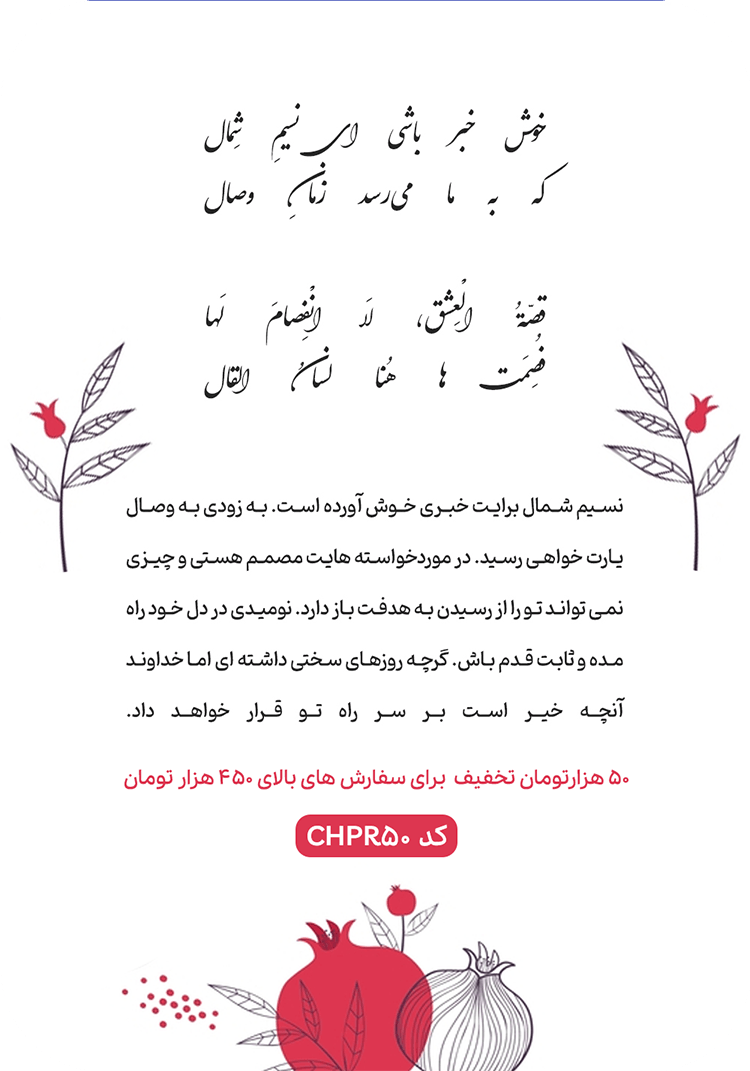 خوش خبر باشی ای نسیمِ شِمال
که به ما می‌رسد زمانِ وصال
قصّةُ الْعِشق، لاَ انْفِصامَ لَها
فُصِمَت ها هُنا لسانُ القال
نسیم شمال برایت خبری خوش آورده است. به زودی به وصال
یارت خواهی رسید. در موردخواسته هایت مصمم هستی و چیزی
نمی تواند تو را از رسیدن به هدفت باز دارد. نومیدی در دل خود راه
مده و ثابت قدم باش. گرچه روزهای سختی داشته ای اما خداوند
آنچه خیر است بر سر راه تو قرار خواهد داد.
۵۰ هزارتومان تخفیف برای سفارش های بالای ۴۵۰ هزار تومان
کد CHPR۵۰